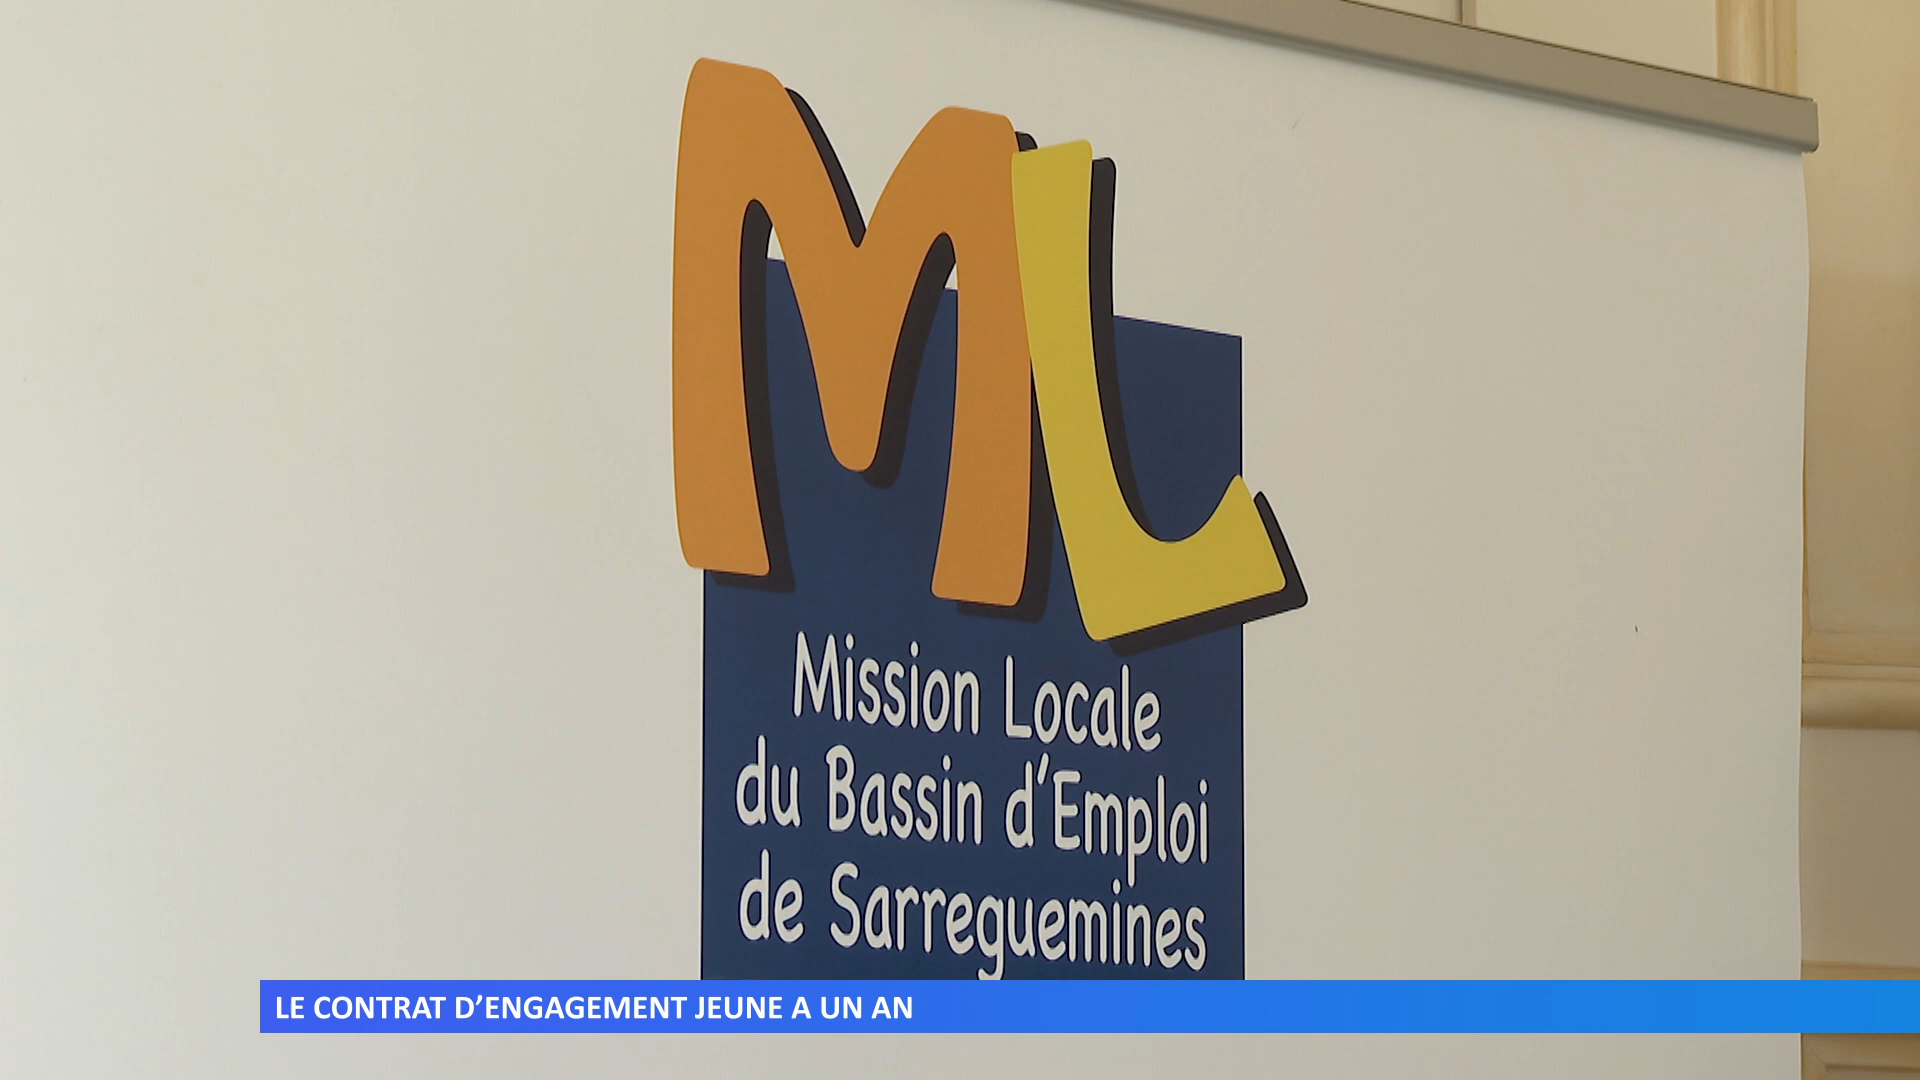 ML
Mission Locale
du Bassin d'Emploi
de Sarreguemines
LE CONTRAT D’ENGAGEMENT JEUNE A UN AN